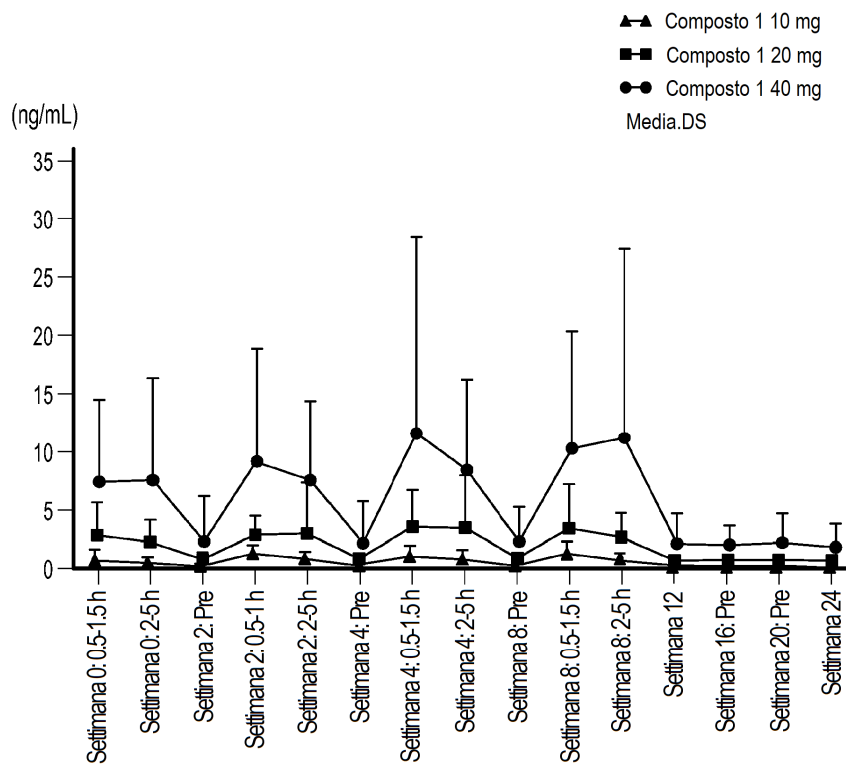 Composto 1 10 mg
Composto 1 20 mg
Composto 1 40 mg
Media.DS
(ng/mL)
35
30
25
20
15
10
5
0
Settimana 0: 0.5-1.5 h
Settimana 0: 2-5 h
Settimana 2: Pre
Settimana 2: 0.5-1 h
Settimana 2: 2-5 h
Settimana 4: Pre
Settimana 4: 0.5-1.5 h
Settimana 4: 2-5 h
Settimana 8: Pre
Settimana 8: 0.5-1.5 h
Settimana 8: 2-5 h
Settimana 12
Settimana 16: Pre
Settimana 20: Pre
Settimana 24